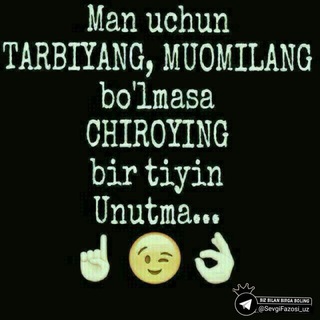 Man uchun
TARBIYANG, MUOMILANG
bo'lmasa
CHIROYING
bir tiyin
Unutma...
BIZ BILAN BIRGA BOLING
@SevgiFazosi_uz